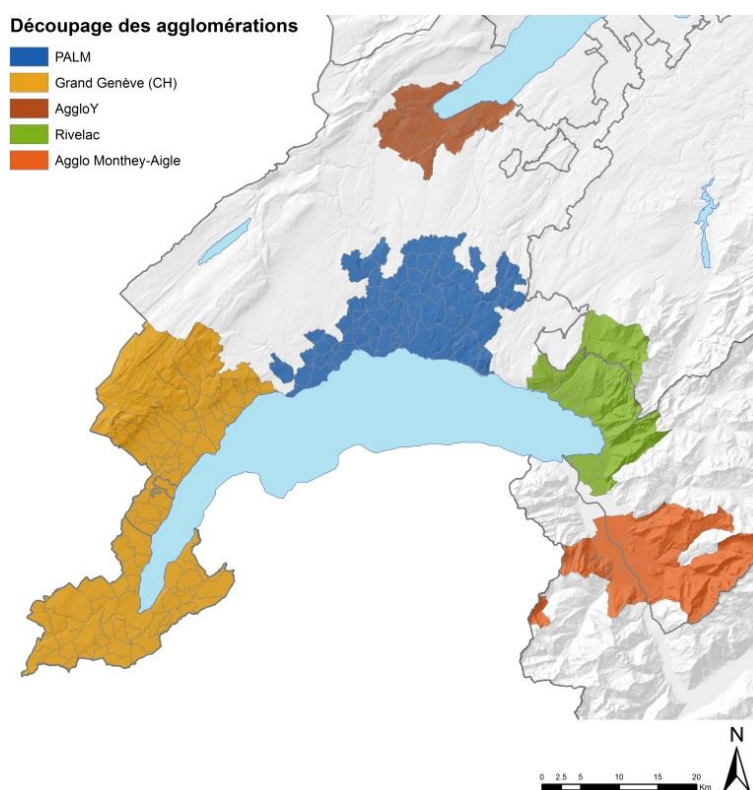 Découpage des agglomérations
PALM
Grand Genève (CH)
AggloY
Rivelac
Agglo Monthey-Aigle
N
0 2.5 5 10 15 20
Km